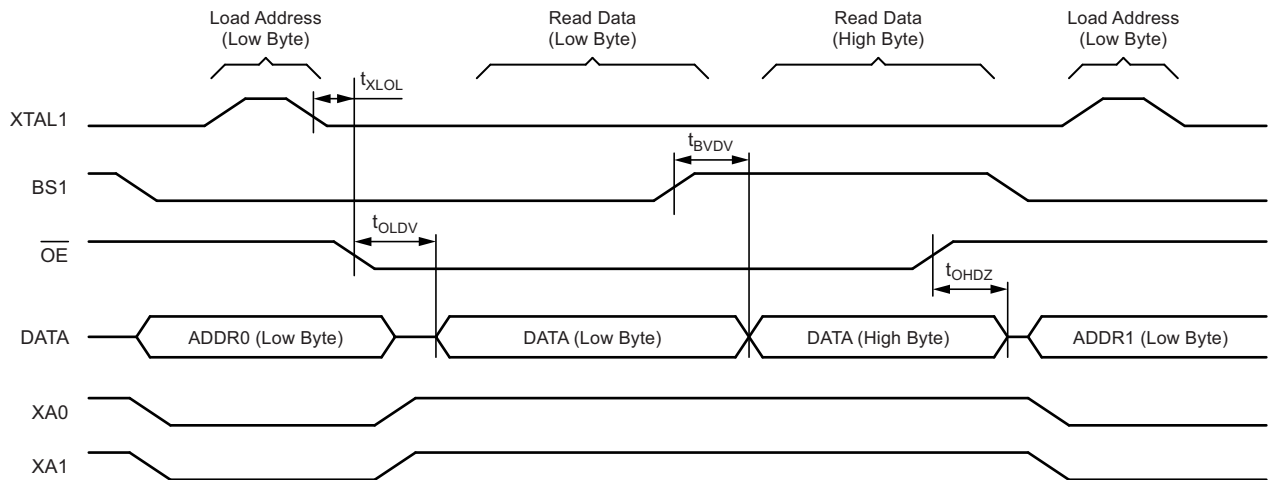 Load Address
(Low Byte)
Read Data
(Low Byte)
Read Data
(High Byte)
Load Address
(Low Byte)
tXLOL
XTAL1
tBVDV
BS1
tOLDV
OE
tOHDZ
DATA
ADDR0 (Low Byte)
DATA (Low Byte)
DATA (High Byte)
ADDR1 (Low Byte)
XA0
XA1